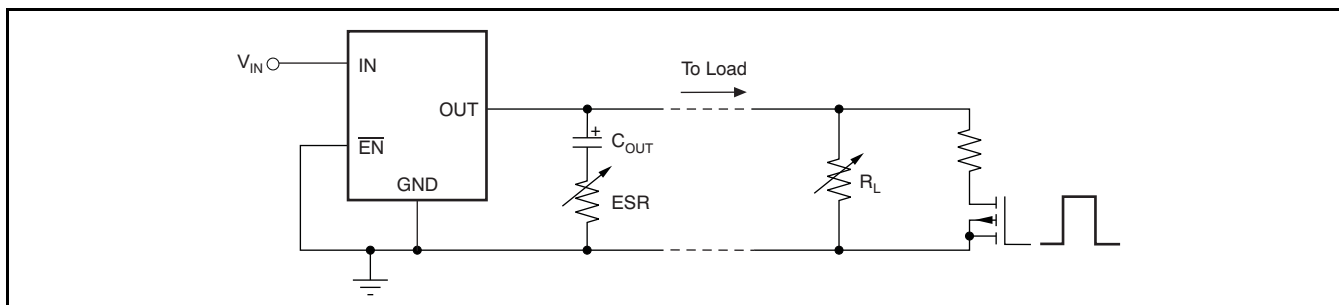 V_IN
IN
To Load
OUT
+
C_OUT
EN
R_L
GND
ESR